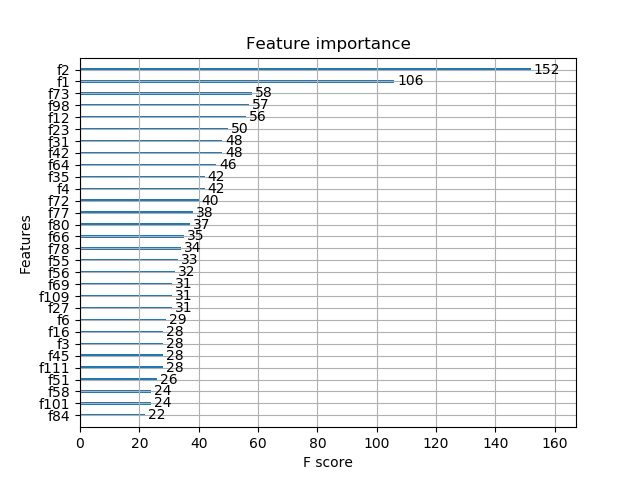 Feature importance
Features
f2 152
f1 106
f73 58
f98 57
f12 56
f23 50
f31 48
f42 48
f64 46
f35 42
f4 42
f72 40
f77 38
f80 37
f66 35
f78 34
f55 33
f56 32
f69 31
f109 31
f27 31
f6 29
f16 28
f3 28
f45 28
f111 28
f51 26
f58 24
f101 24
f84 22
0 20 40 60 80 100 120 140 160
F score